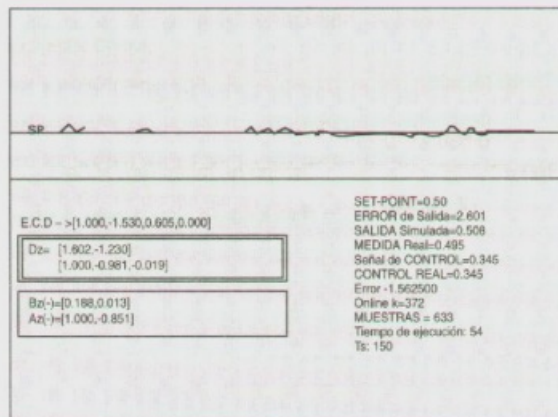 SP
E.C.D ->[1.000,-1.530,0.605,0.000]
Dz= [1.602,-1.230]
[1.000,-0.981,-0.019]
Bz(-)=[0.188,0.013]
Az(-)=[1.000,-0.851]
SET-POINT=0.50
ERROR de Salida=2.601
SALIDA Simulada=0.506
MEDIDA Real=0.495
Señal de CONTROL=0.345
CONTROL REAL=0.345
Error -1.562500
Online k=372
MUESTRAS = 633
Tiempo de ejecución: 54
Ts: 150